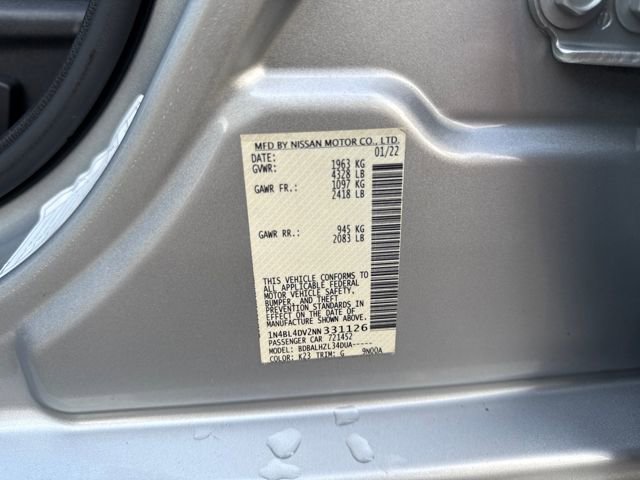 MFD BY NISSAN MOTOR CO., LTD.
DATE: 01/22
GVWR: 1963 KG
4328 LB
GAWR FR.: 1097 KG
2418 LB
GAWR RR.: 945 KG
2083 LB
THIS VEHICLE CONFORMS TO
ALL APPLICABLE FEDERAL
MOTOR VEHICLE SAFETY,
BUMPER, AND THEFT
PREVENTION STANDARDS IN
EFFECT ON THE DATE OF
MANUFACTURE SHOWN ABOVE.
1N4BL4DV2NN331126
PASSENGER CAR 721452
MODEL: BDBALHZL34DUA-----
COLOR: K23 TRIM: G 9N00A